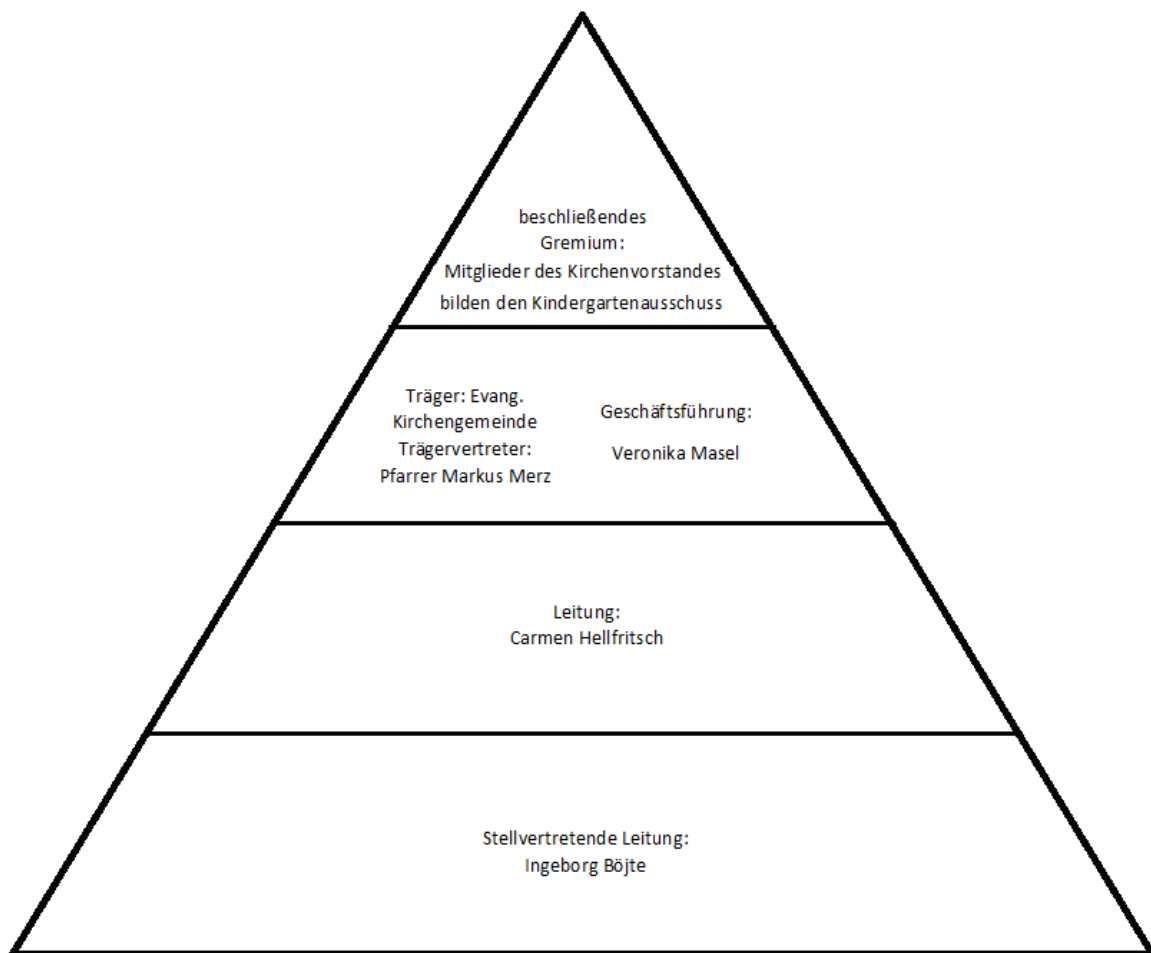 beschließendes
Gremium:
Mitglieder des Kirchenvorstandes
bilden den Kindergartenausschuss
Träger: Evang.
Kirchengemeinde
Trägervertreter:
Pfarrer Markus Merz
Geschäftsführung:
Veronika Masel
Leitung:
Carmen Hellfritsch
Stellvertretende Leitung:
Ingeborg Böjte